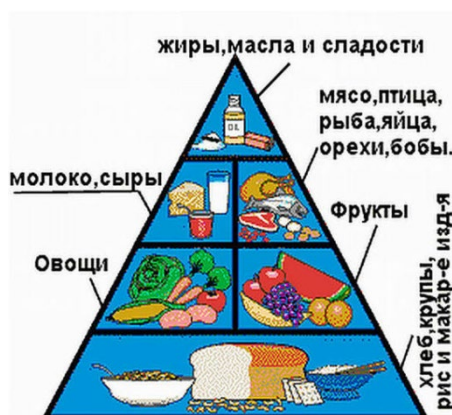 жиры,масла и сладости
мясо,птица,
рыба,яйца,
орехи,бобы.
молоко,сыры
Фрукты
Овощи
хлеб,крупы,
рис и макар-е изд-я
OIL